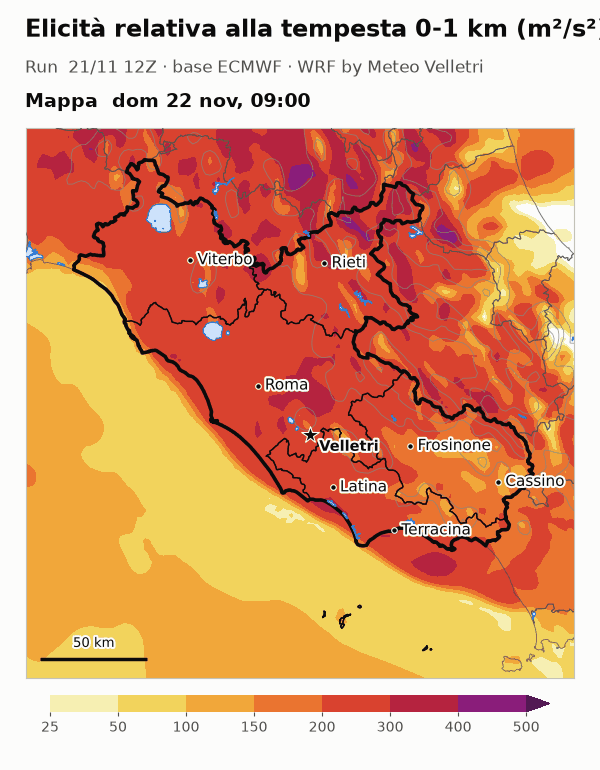 Elicità relativa alla tempesta 0-1 km (m²/s²)
Run 21/11 12Z · base ECMWF · WRF by Meteo Velletri
Mappa dom 22 nov, 09:00
Viterbo
Rieti
Roma
Velletri
Frosinone
Cassino
Latina
Terracina
50 km
25 50 100 150 200 300 400 500